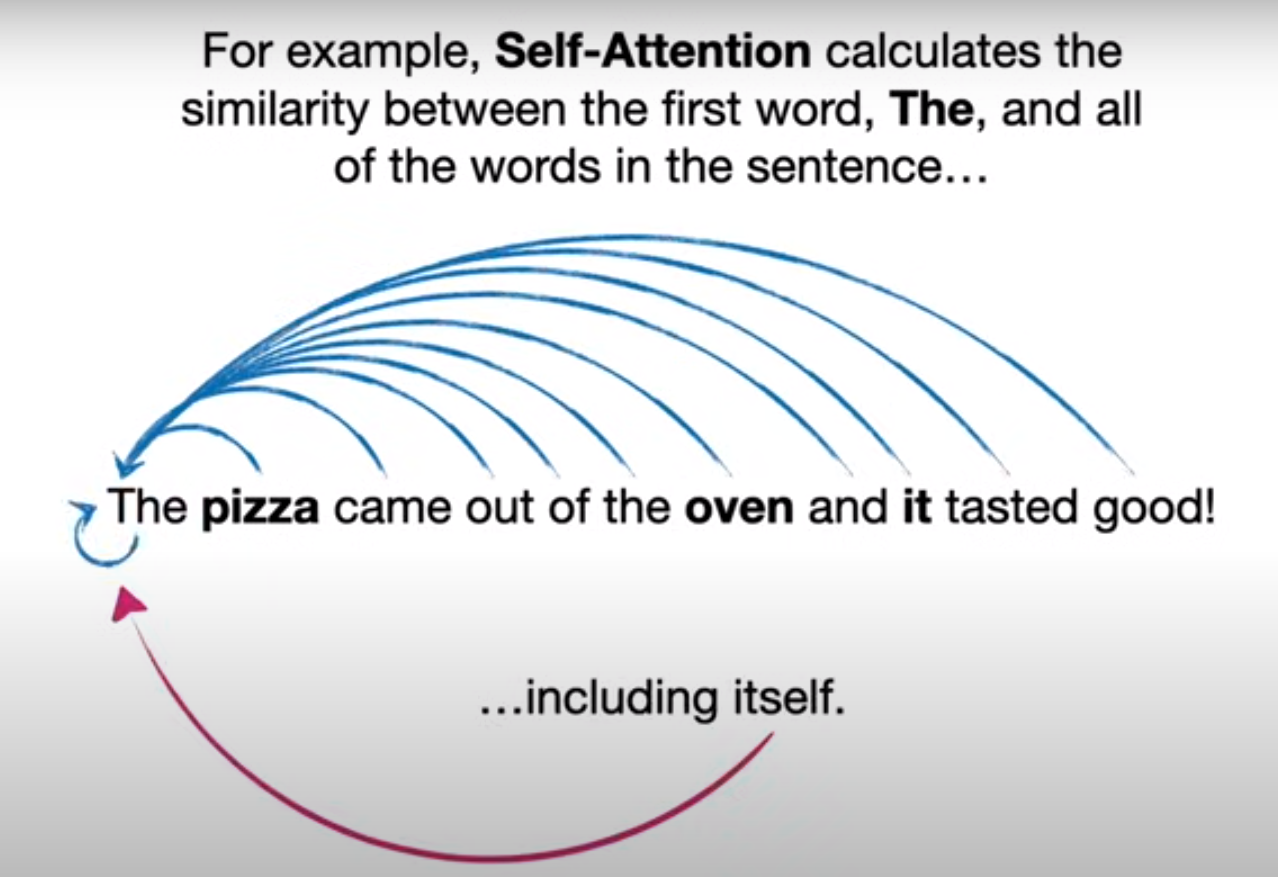 For example, Self-Attention calculates the
similarity between the first word, The, and all
of the words in the sentence…
The pizza came out of the oven and it tasted good!
…including itself.